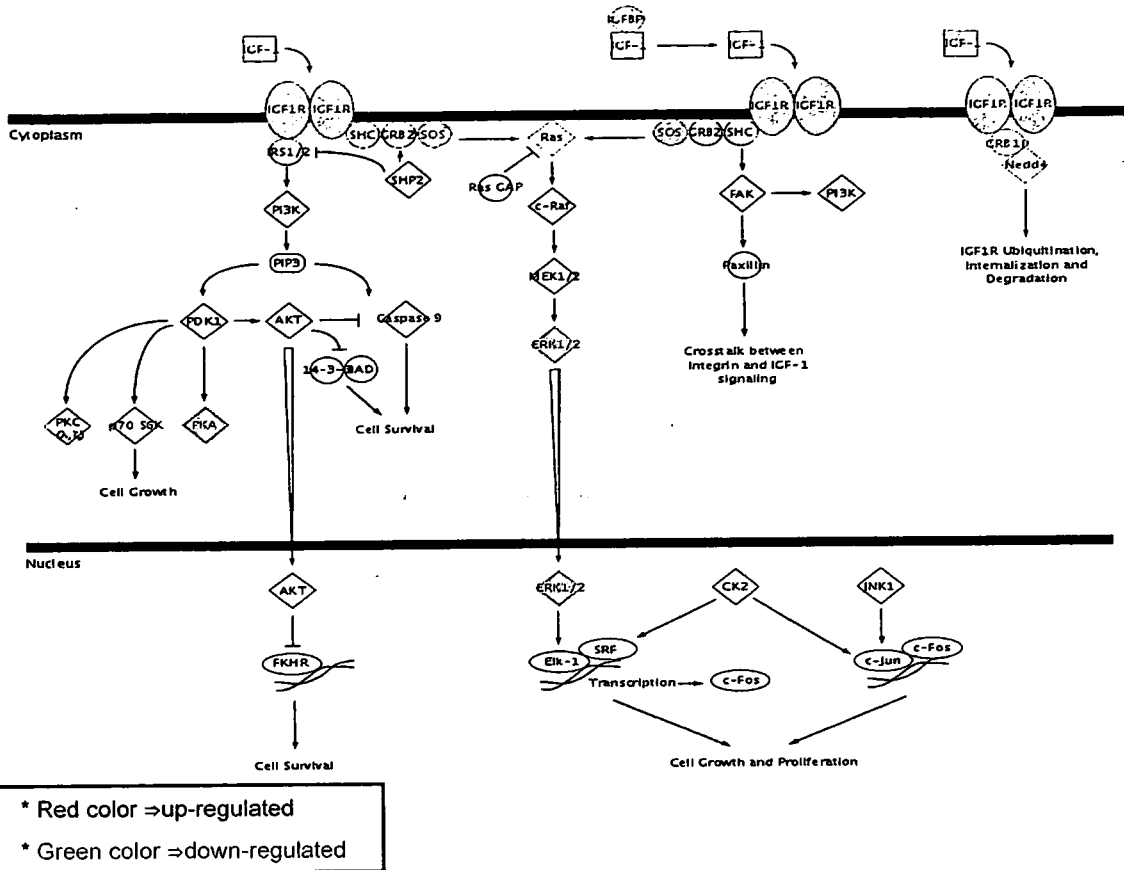 IGFBP
IGF-1
IGF-1
IGF-1
IGF-1
IGF1R
IGF1R
IGF1R
IGF1R
IGF1R
IGF1R
Cytoplasm
SHC
GRB2
SOS
Ras
SOS
GRB2
SHC
IRS1/2
SHP2
Ras GAP
Nedd4
PI3K
c-Raf
FAK
PI3K
PIP3
MEK1/2
Paxillin
IGF1R Ubiquitination,
Internalization and
Degradation
PDK1
AKT
Caspase 9
ERK1/2
14-3-
BAD
Crosstalk between
Integrin and IGF-1
signaling
PKC
p70 SGK
PKA
Cell Survival
Cell Growth
Nucleus
AKT
ERK1/2
CK2
JNK1
FKHR
Elk-1
SRF
c-Jun
c-Fos
Transcription
c-Fos
Cell Survival
Cell Growth and Proliferation
* Red color ⇒up-regulated
* Green color ⇒down-regulated